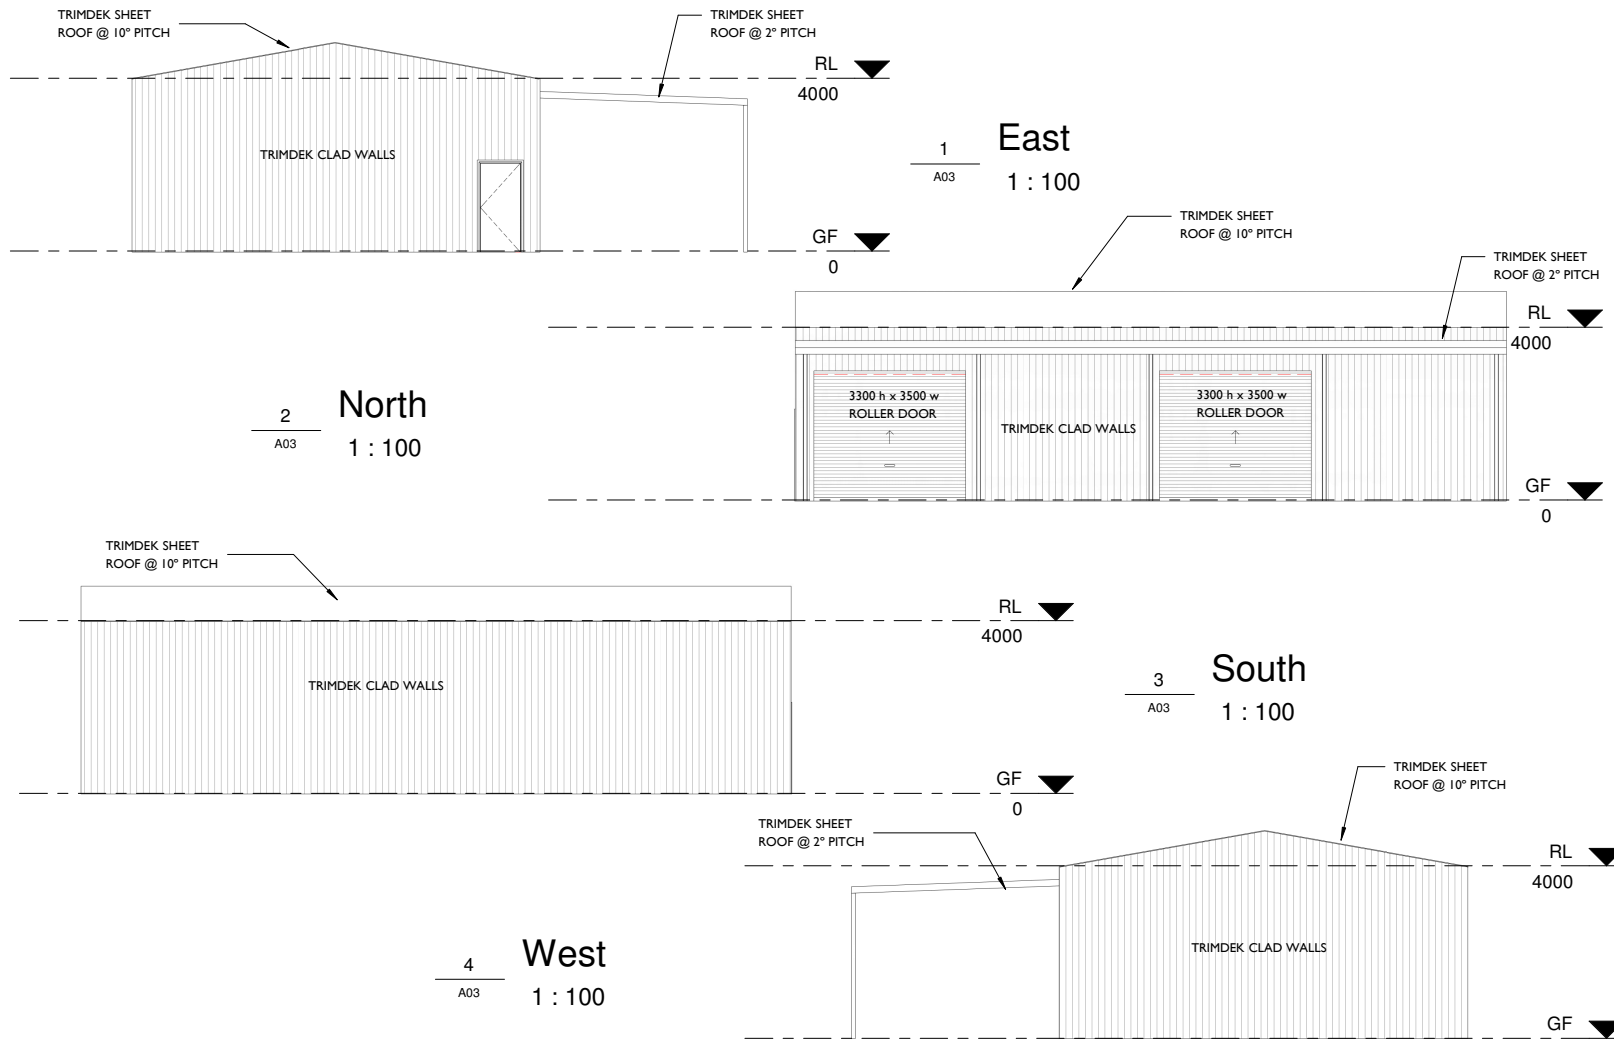 TRIMDEK SHEET
ROOF @ 10° PITCH
TRIMDEK SHEET
ROOF @ 2° PITCH
RL
4000
TRIMDEK CLAD WALLS
1
A03
East
1 : 100
GF
0
TRIMDEK SHEET
ROOF @ 10° PITCH
TRIMDEK SHEET
ROOF @ 2° PITCH
RL
4000
2
A03
North
1 : 100
3300 h x 3500 w
ROLLER DOOR
TRIMDEK CLAD WALLS
3300 h x 3500 w
ROLLER DOOR
GF
0
TRIMDEK SHEET
ROOF @ 10° PITCH
RL
4000
TRIMDEK CLAD WALLS
3
A03
South
1 : 100
GF
0
TRIMDEK SHEET
ROOF @ 10° PITCH
TRIMDEK SHEET
ROOF @ 2° PITCH
RL
4000
4
A03
West
1 : 100
TRIMDEK CLAD WALLS
GF